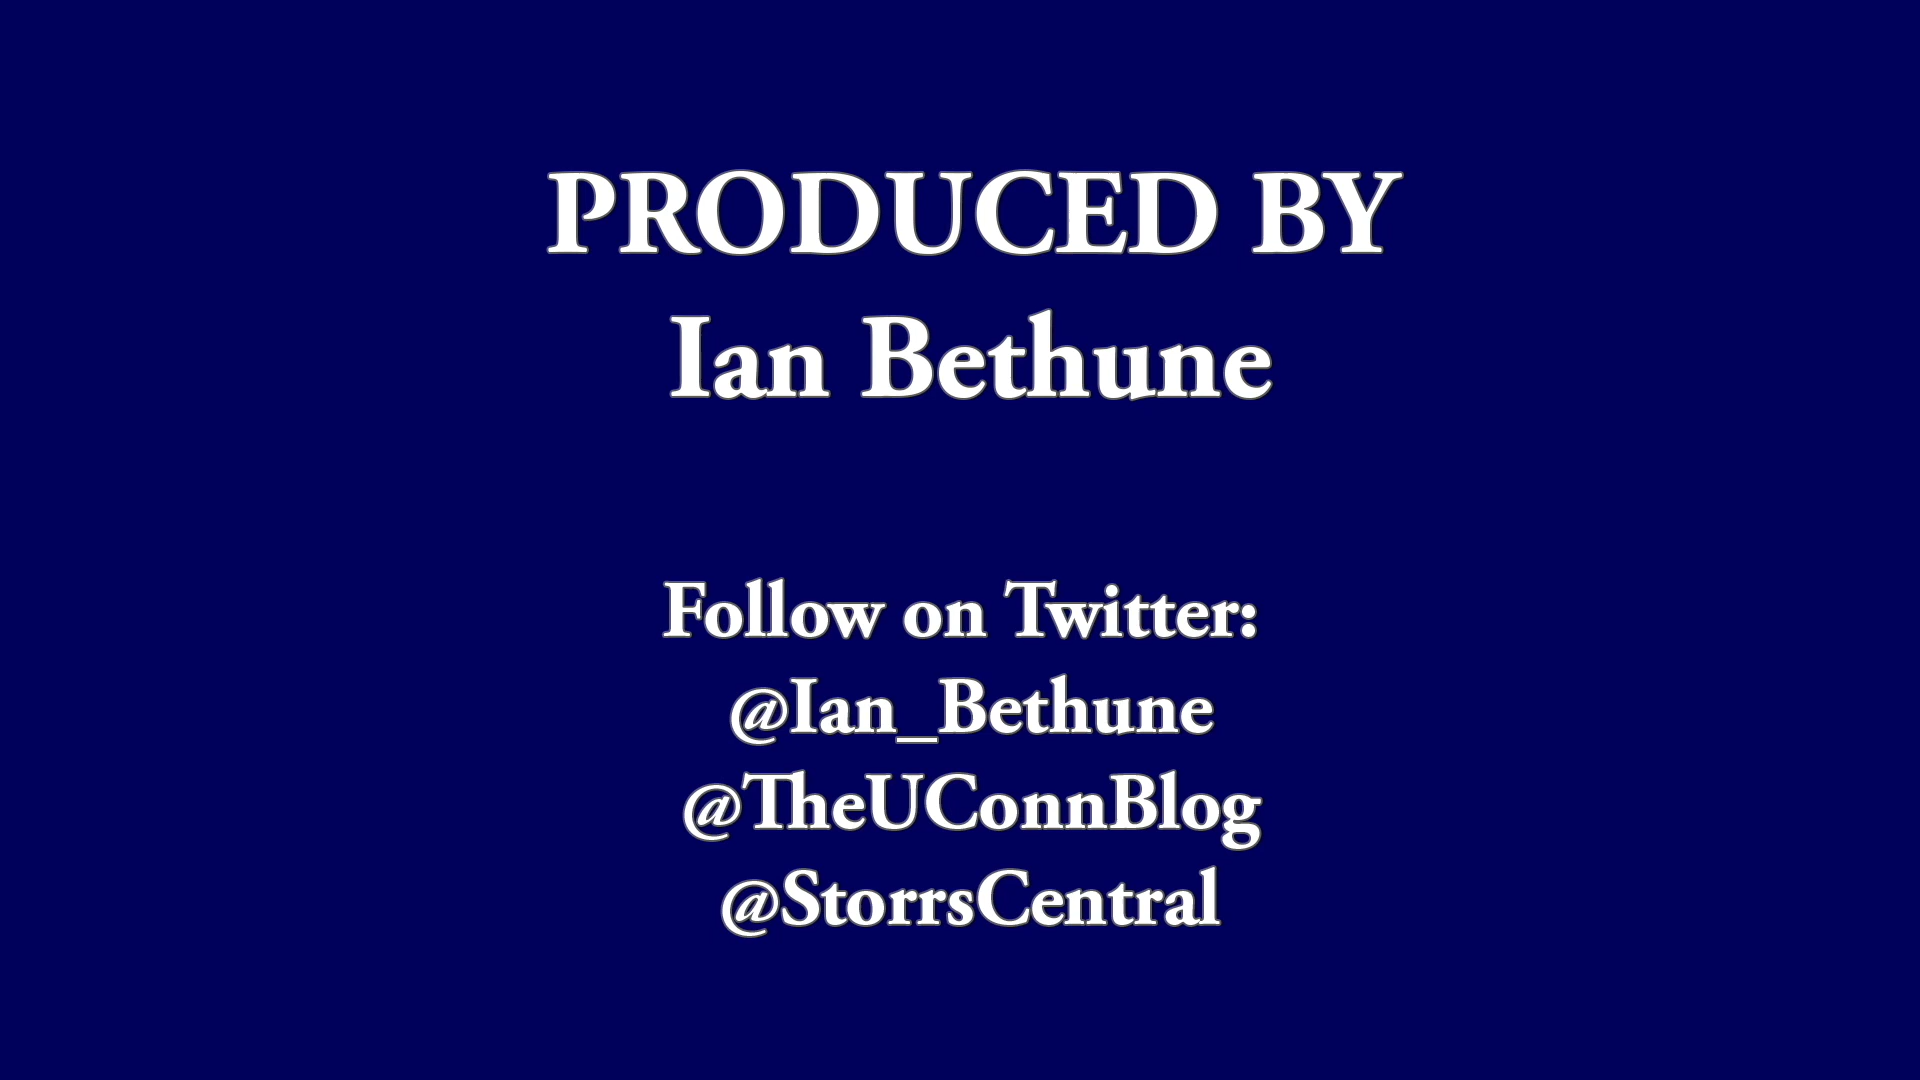 PRODUCED BY
Ian Bethune
Follow on Twitter:
@Ian_Bethune
@TheUConnBlog
@StorrsCentral